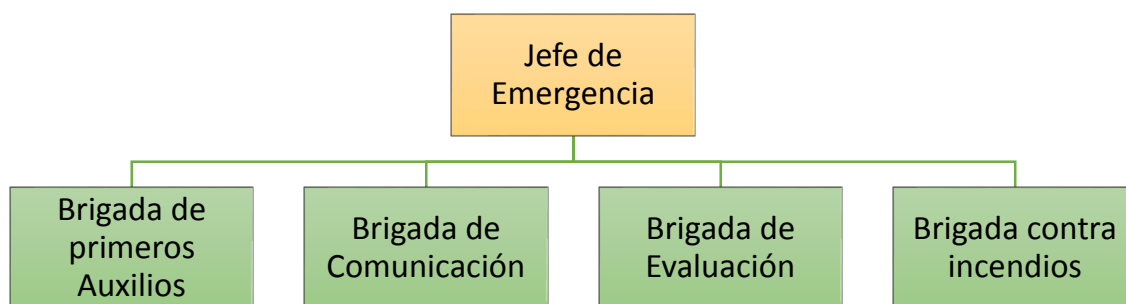 Jefe de
Emergencia
Brigada de
primeros
Auxilios
Brigada de
Comunicación
Brigada de
Evaluación
Brigada contra
incendios